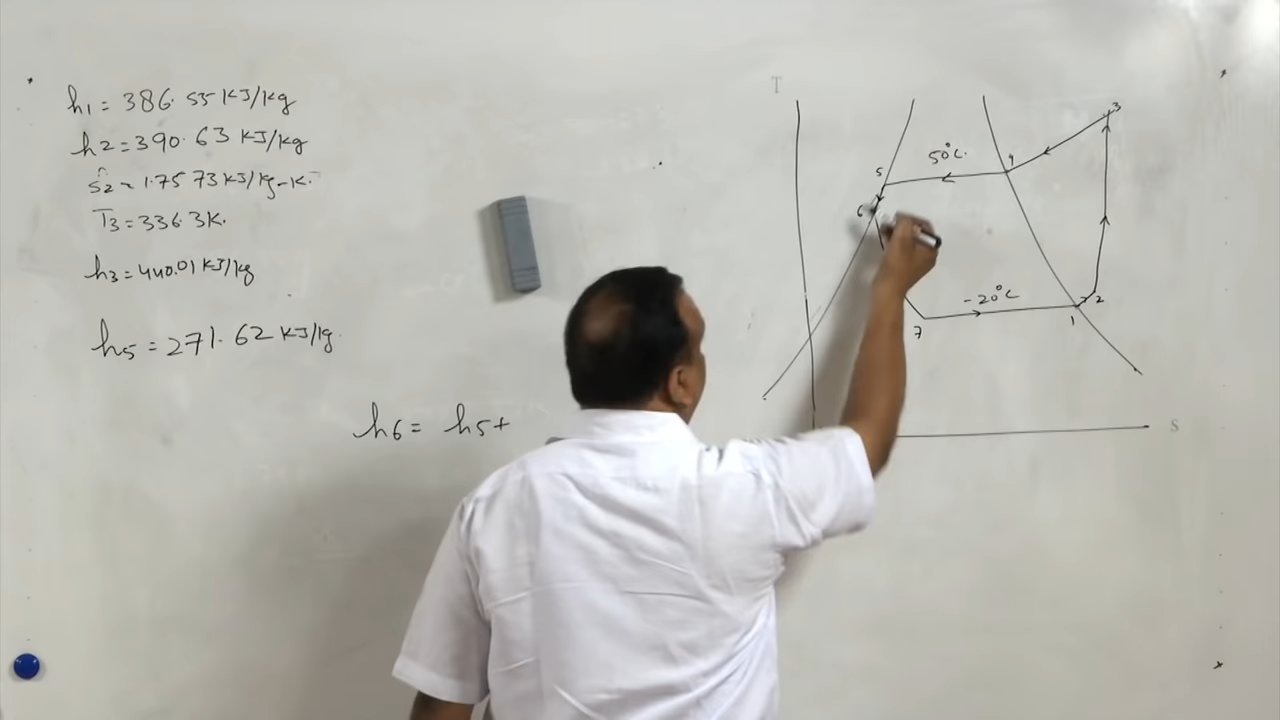 h1 = 386.55 KJ/kg
h2 = 390.63 KJ/kg
s2 = 1.7573 KJ/kg-K.
T3 = 336.3K.
h3 = 440.01 KJ/kg
h5 = 271.62 KJ/kg.
h6 = h5+
T
3
50°C.
4
5
6
-20°C
2
1
7
S